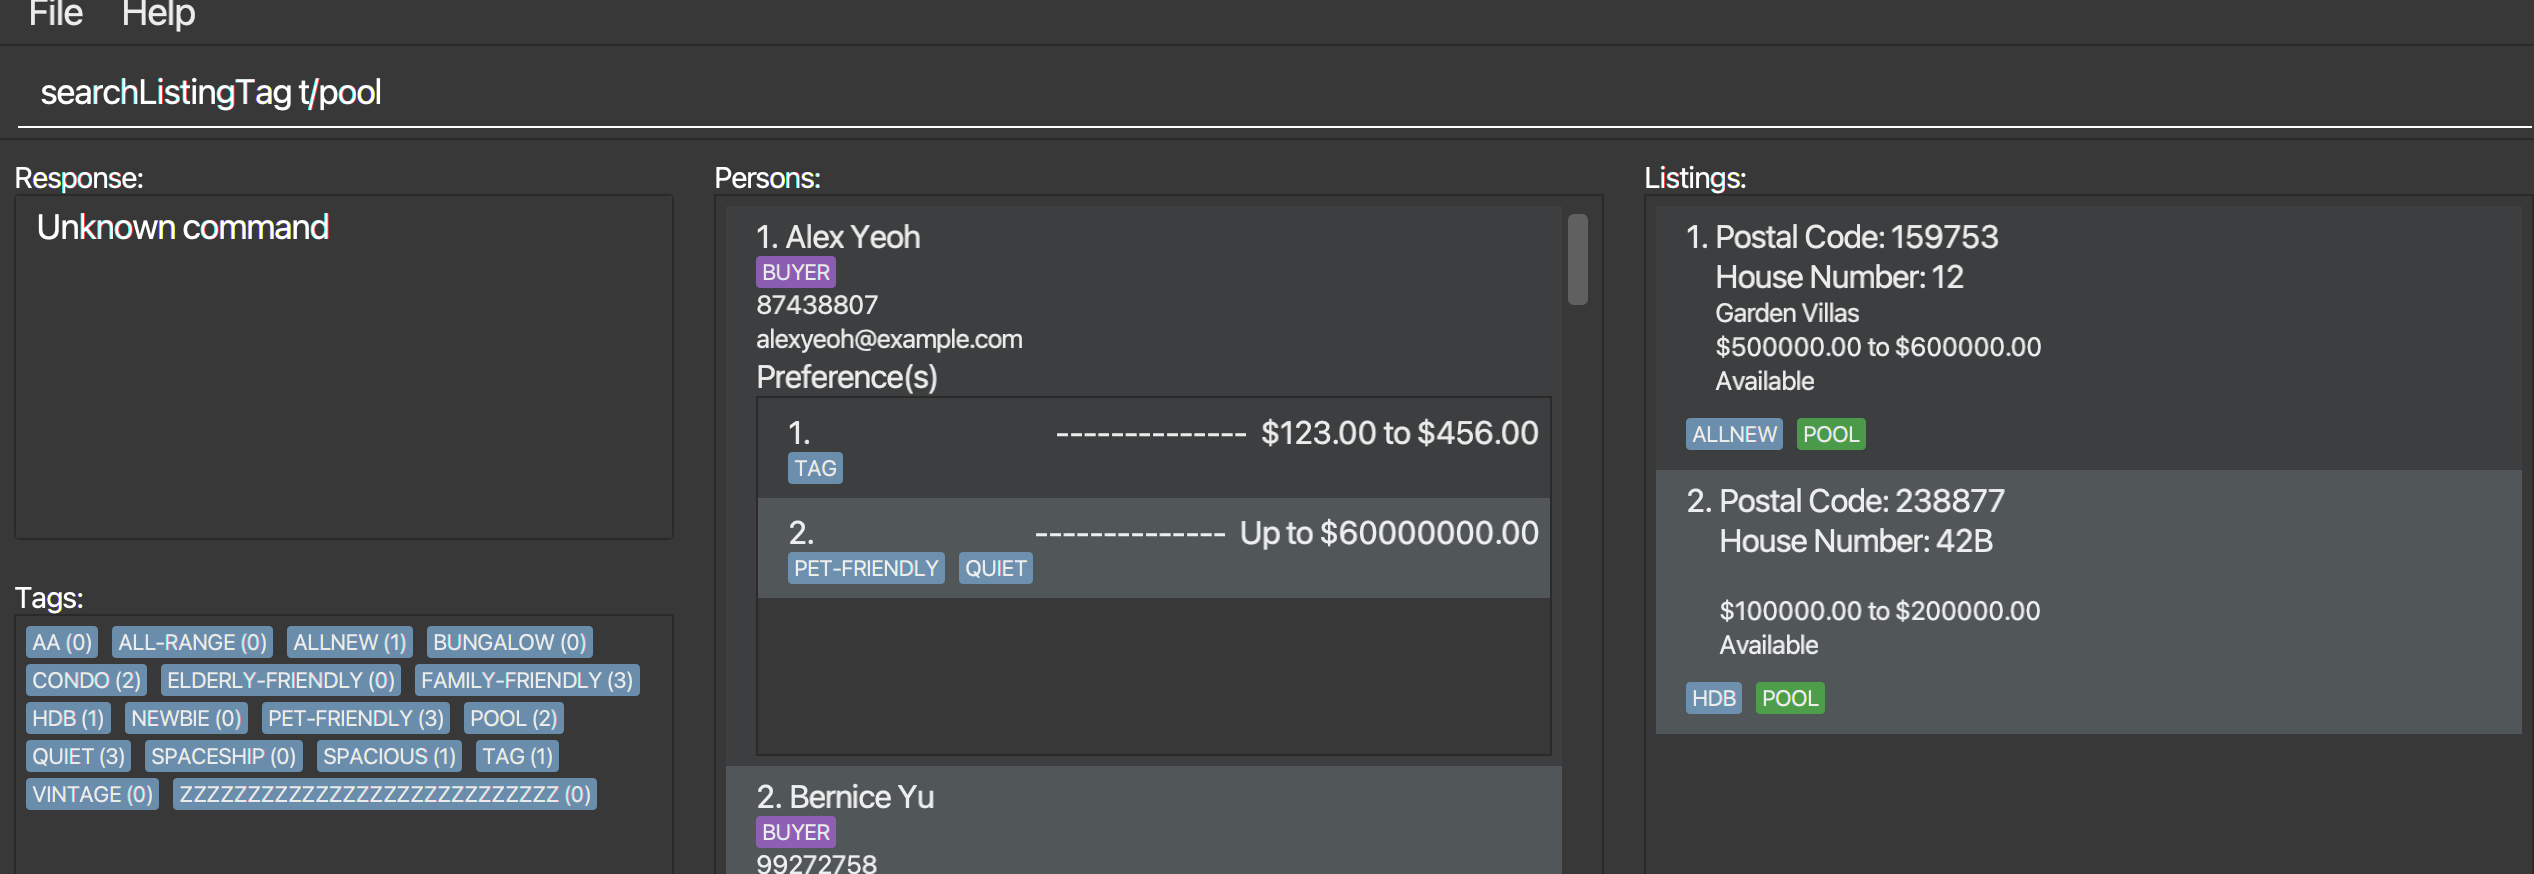 File Help
searchListingTag t/pool
Response:
Unknown command
Tags:
AA (0) ALL-RANGE (0) ALLNEW (1) BUNGALOW (0)
CONDO (2) ELDERLY-FRIENDLY (0) FAMILY-FRIENDLY (3)
HDB (1) NEWBIE (0) PET-FRIENDLY (3) POOL (2)
QUIET (3) SPACESHIP (0) SPACIOUS (1) TAG (1)
VINTAGE (0) ZZZZZZZZZZZZZZZZZZZZZZZZZZZZ (0)
Persons:
1. Alex Yeoh
BUYER
87438807
alexyeoh@example.com
Preference(s)
1. -------------- $123.00 to $456.00
TAG
2. -------------- Up to $60000000.00
PET-FRIENDLY QUIET
2. Bernice Yu
BUYER
99272758
Listings:
1. Postal Code: 159753
House Number: 12
Garden Villas
$500000.00 to $600000.00
Available
ALLNEW POOL
2. Postal Code: 238877
House Number: 42B
$100000.00 to $200000.00
Available
HDB POOL